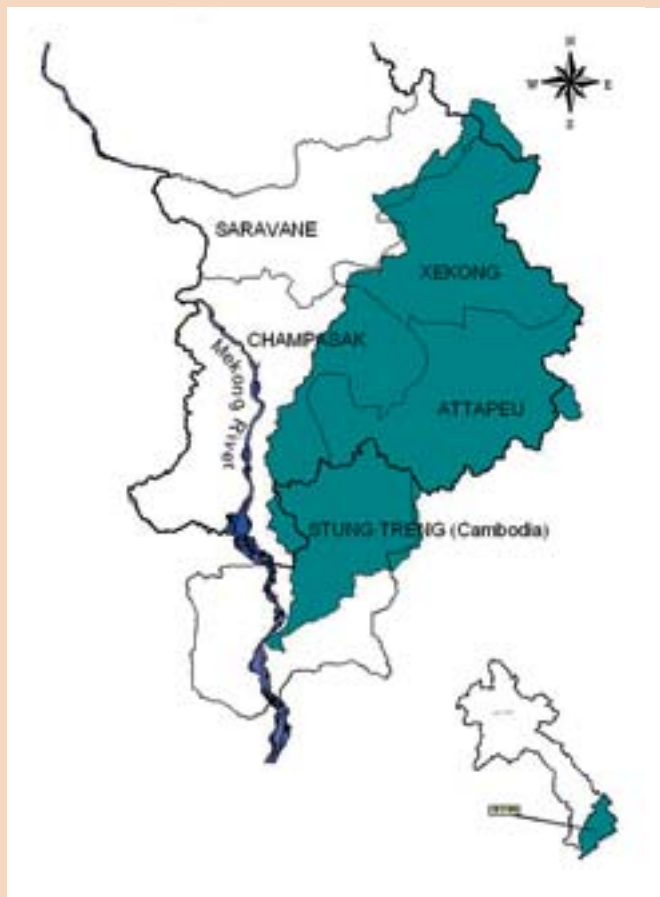 N
W E
S
SARAVANE
XEKONG
CHAMPASAK
Mekong River
ATTAPEU
STUNG TRENG (Cambodia)